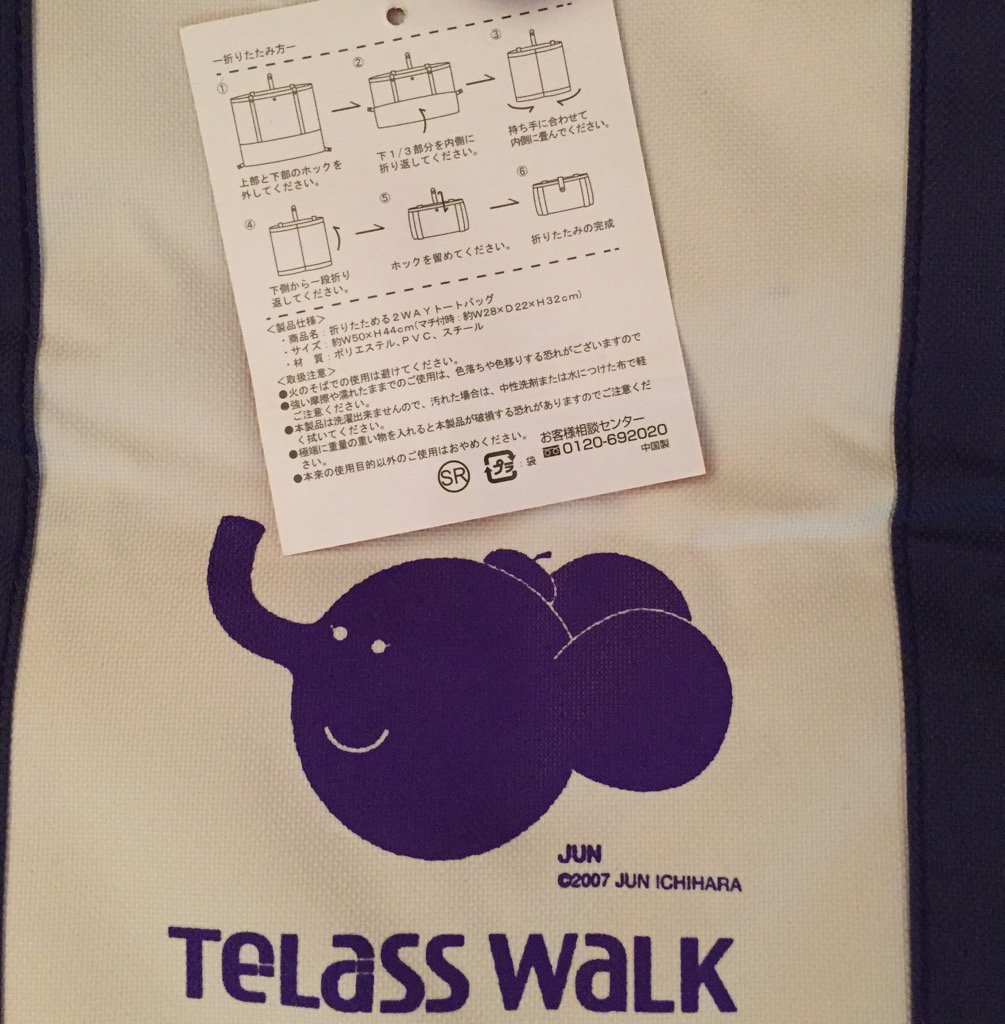 ー折りたたみ方ー
①
②
③
上部と下部のホックを
外してください。
下1/3部分を内側に
折り返してください。
持ち手に合わせて
内側に畳んでください。
④
⑤
⑥
下側から一段折り
返してください。
ホックを留めてください。
折りたたみの完成
<製品仕様>
・商品名：折りたためる2WAYトートバッグ
・サイズ：約W50×H44cm(マチ付時：約W28×D22×H32cm)
・材　質：ポリエステル、PVC、スチール
<取扱注意>
●火のそばでの使用は避けてください。
●強い摩擦や濡れたままでのご使用は、色落ちや色移りする恐れがございますので
ご注意ください。
●本製品は洗濯出来ませんので、汚れた場合は、中性洗剤または水につけた布で軽
く拭いてください。
●極端に重量の重い物を入れると本製品が破損する恐れがありますのでご注意くだ
さい。
●本来の使用目的以外のご使用はおやめください。
SR
プラ
：袋
お客様相談センター
0120-692020
中国製
JUN
©2007 JUN ICHIHARA
TeLaSS WaLK